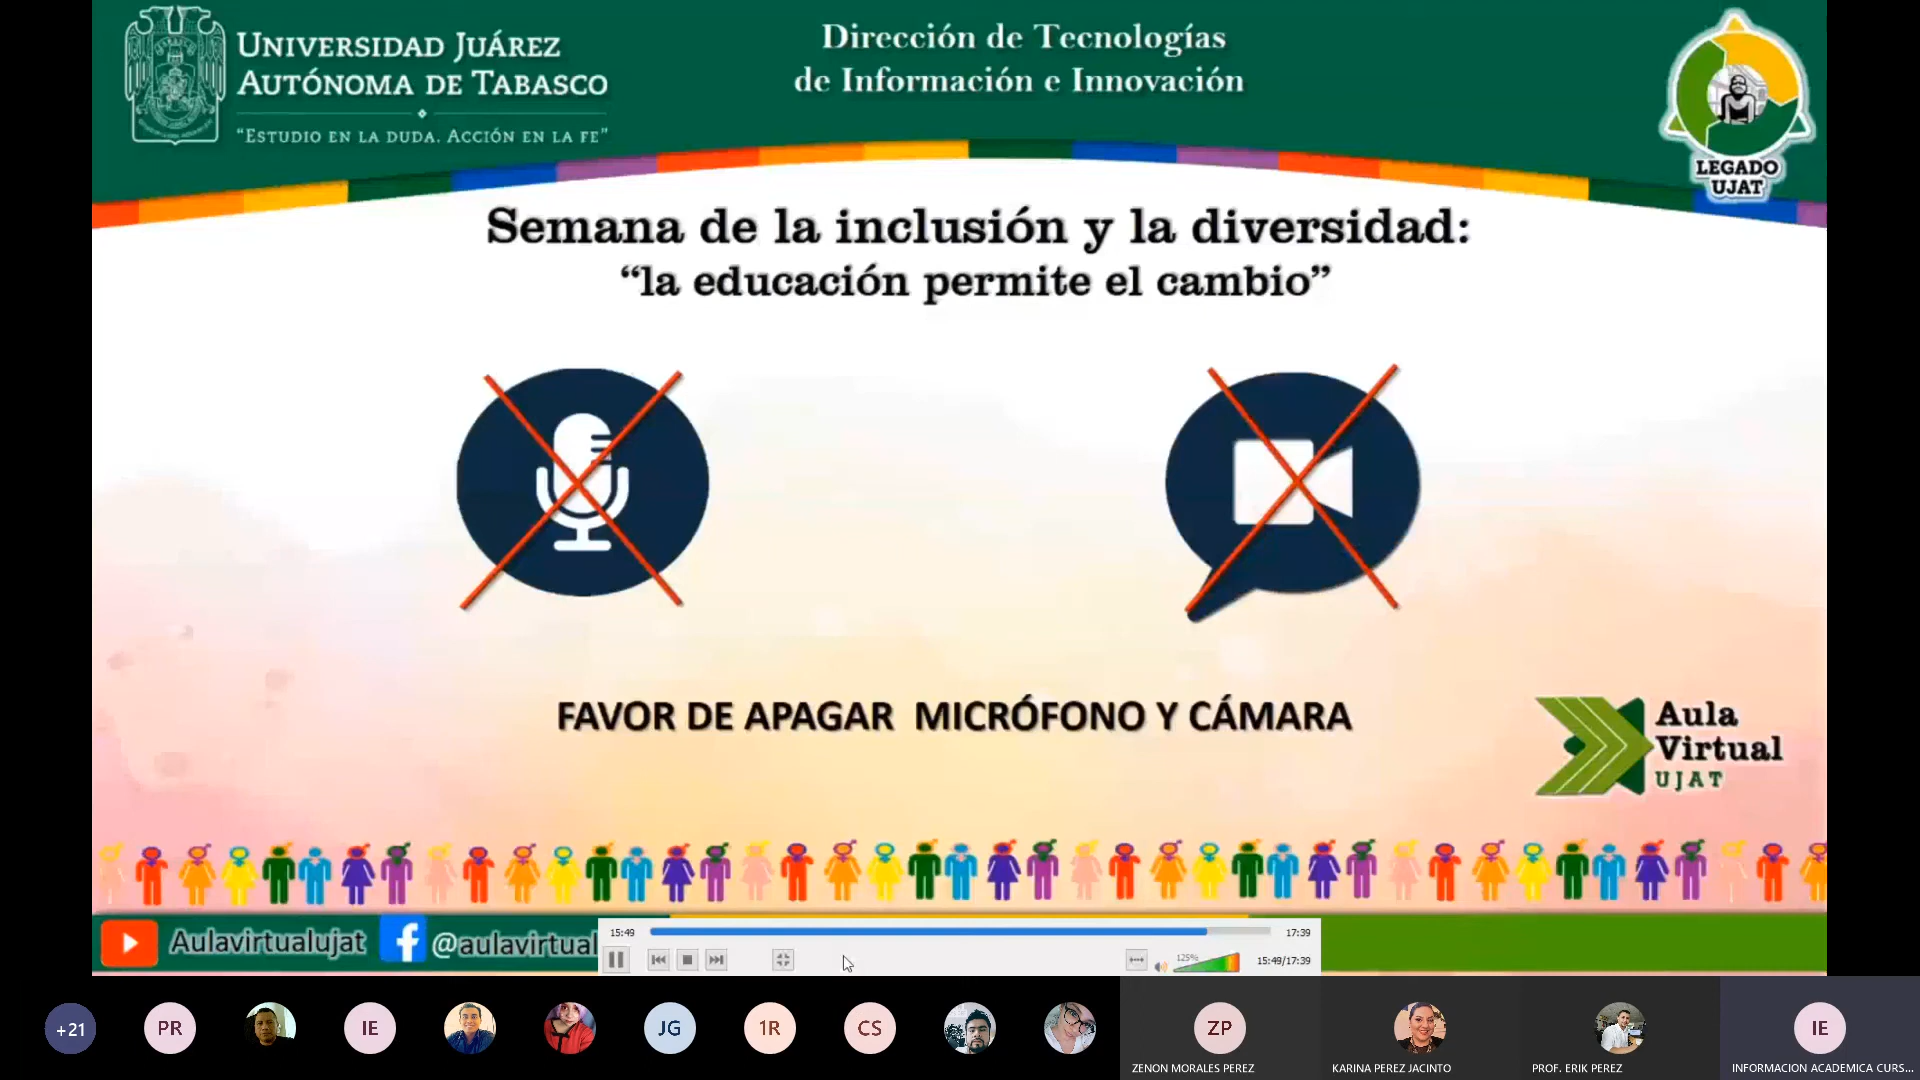 UNIVERSIDAD JUÁREZ
AUTÓNOMA DE TABASCO
“ESTUDIO EN LA DUDA. ACCIÓN EN LA FE”
Dirección de Tecnologías
de Información e Innovación
LEGADO
UJAT
Semana de la inclusión y la diversidad:
“la educación permite el cambio”
FAVOR DE APAGAR MICRÓFONO Y CÁMARA
Aula
Virtual
UJAT
Aulavirtualujat
@aulavirtual
15:49
17:39
125%
15:49/17:39
+21
PR
IE
JG
1R
CS
ZP
IE
ZENON MORALES PEREZ
KARINA PEREZ JACINTO
PROF. ERIK PEREZ
INFORMACION ACADEMICA CURS...